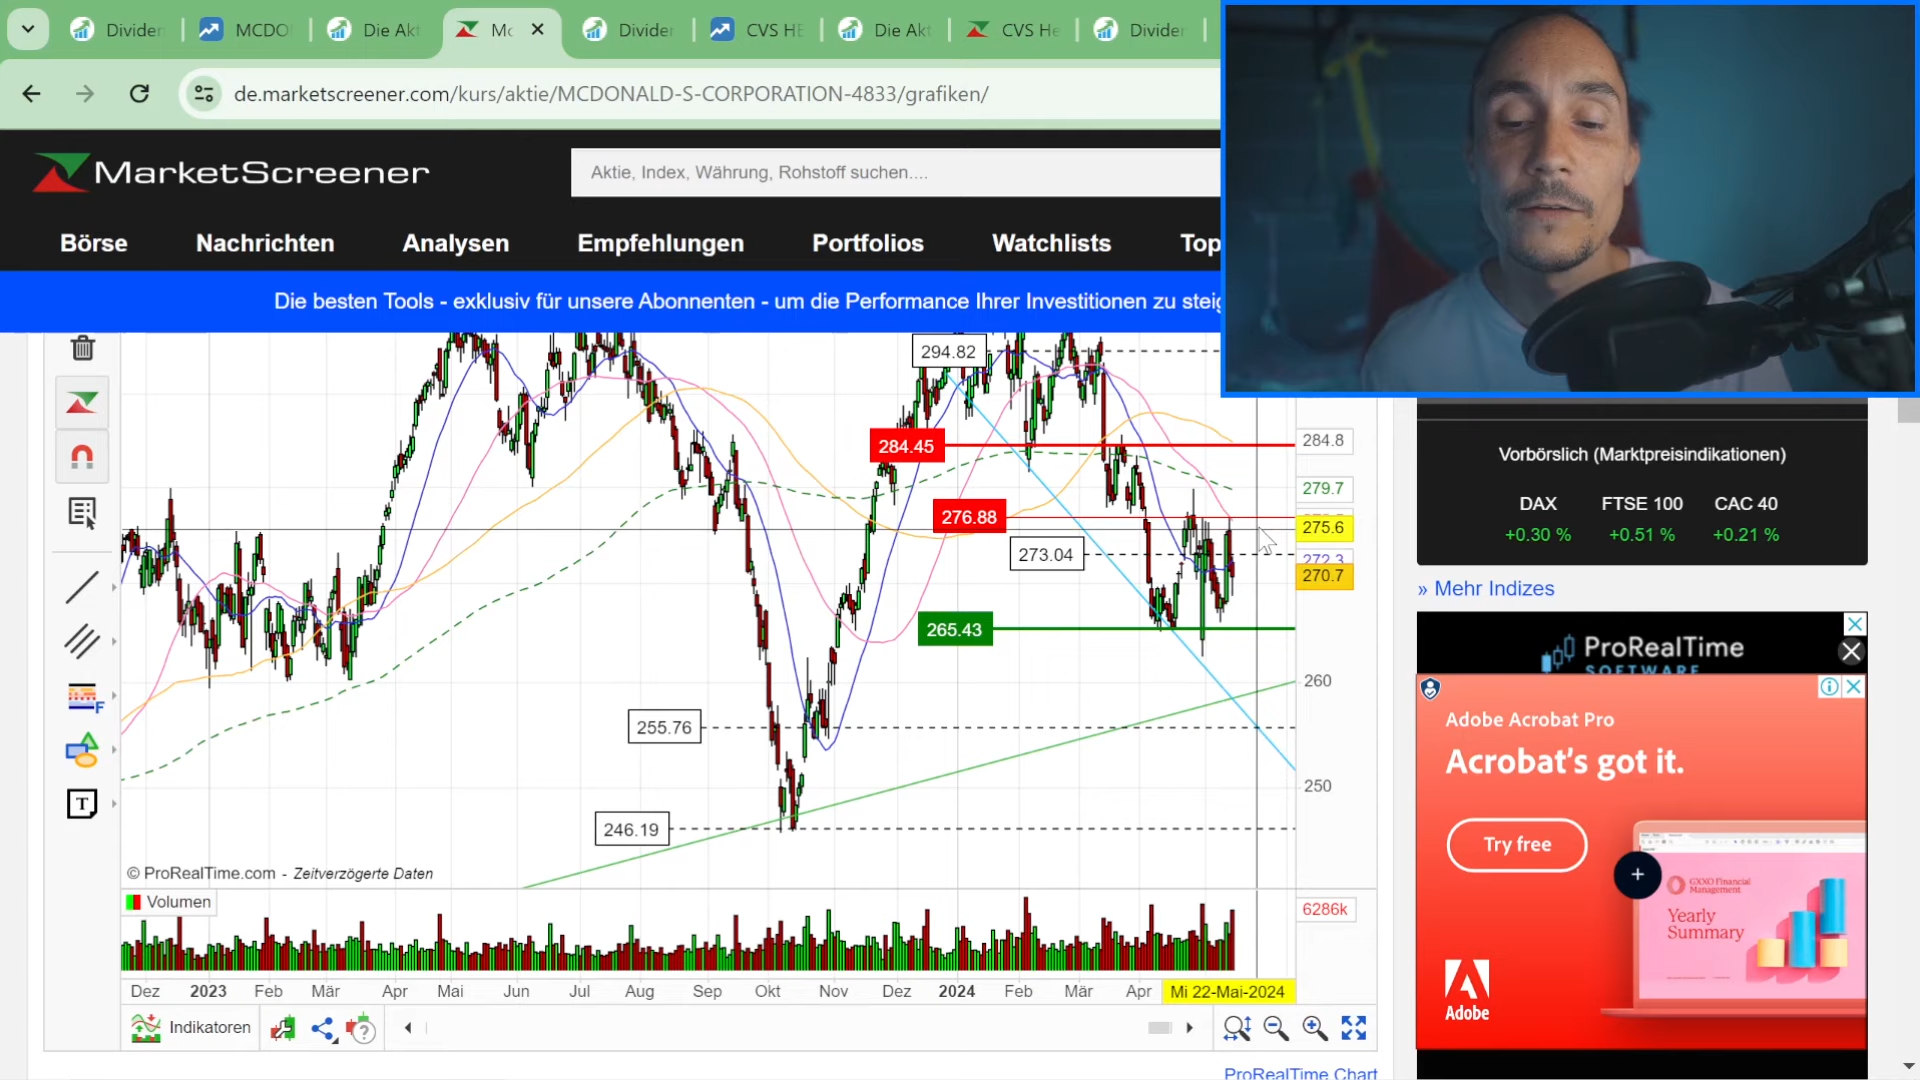 Divider
MCDO
Die Akt
Mc
Divider
CVS HE
Die Akt
CVS He
Divider
de.marketscreener.com/kurs/aktie/MCDONALD-S-CORPORATION-4833/grafiken/
MarketScreener
Aktie, Index, Währung, Rohstoff suchen....
Börse Nachrichten Analysen Empfehlungen Portfolios Watchlists Top
Die besten Tools - exklusiv für unsere Abonnenten - um die Performance Ihrer Investitionen zu steig
294.82
284.45
276.88
273.04
265.43
255.76
246.19
284.8
279.7
275.6
272.3
270.7
260
250
© ProRealTime.com - Zeitverzögerte Daten
Volumen
6286k
Dez 2023 Feb Mär Apr Mai Jun Jul Aug Sep Okt Nov Dez 2024 Feb Mär Apr Mi 22-Mai-2024
Indikatoren
ProRealTime Chart
F
T
Vorbörslich (Marktpreisindikationen)
DAX FTSE 100 CAC 40
+0.30 % +0.51 % +0.21 %
» Mehr Indizes
ProRealTime
SOFTWARE
Adobe Acrobat Pro
Acrobat's got it.
Try free
GXXO Financial
Management
Yearly
Summary
Adobe